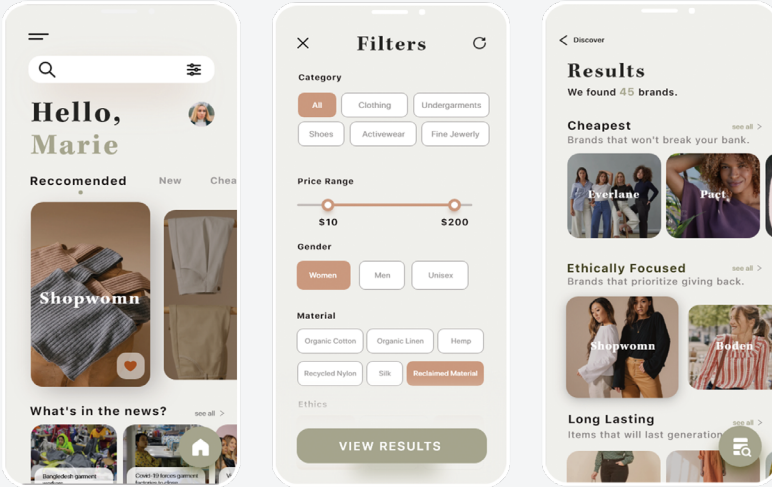 Hello,
Marie
Reccomended New Chea
Shopwomn
What's in the news? see all >
Bangladesh garment
Covid-19 forces garment
factories to close
Filters
Category
All Clothing Undergarments
Shoes Activewear Fine Jewerly
Price Range
$10 $200
Gender
Women Men Unisex
Material
Organic Cotton Organic Linen Hemp
Recycled Nylon Silk Reclaimed Material
Ethics
VIEW RESULTS
< Discover
Results
We found 45 brands.
Cheapest see all >
Brands that won't break your bank.
Everlane Pact
Ethically Focused see all >
Brands that prioritize giving back.
Shopwomn Boden
Long Lasting see all >
Items that will last generation